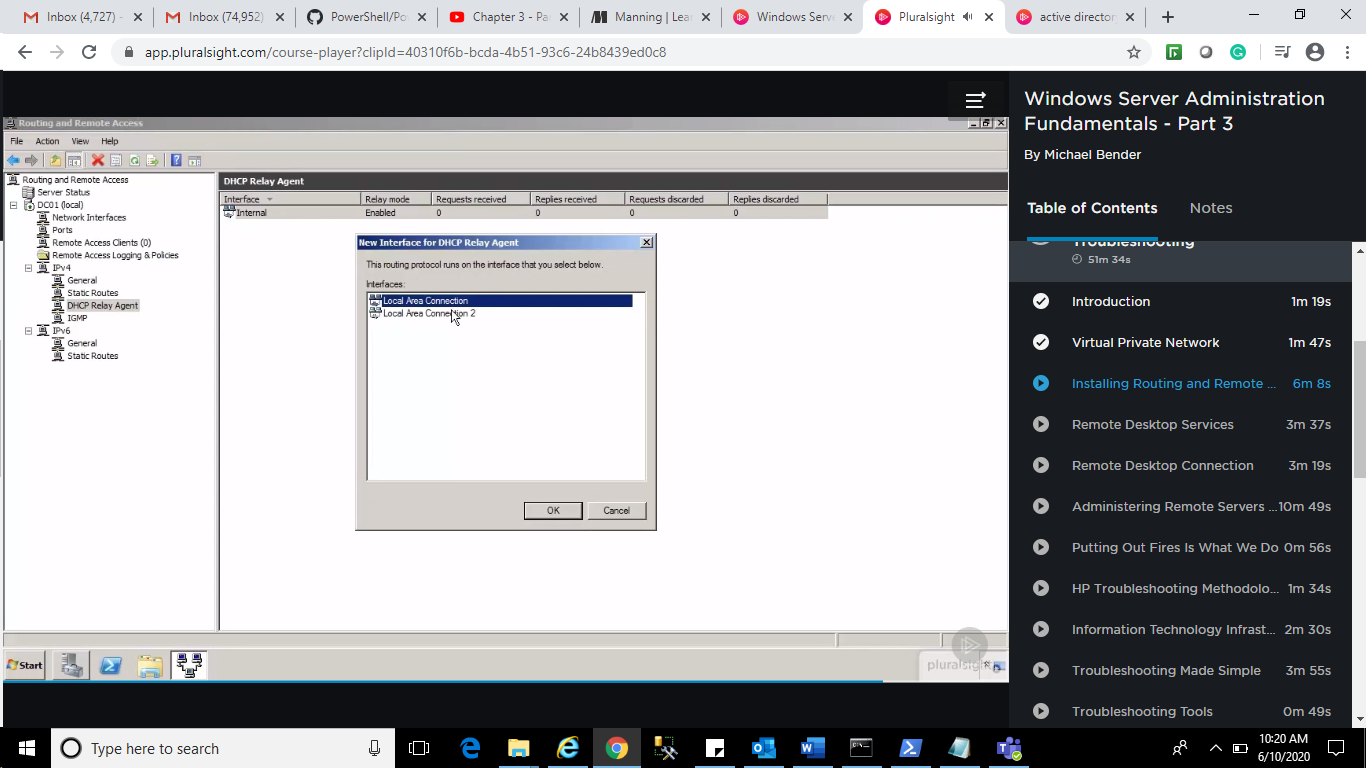 Inbox (4,727) -
Inbox (74,952)
PowerShell/Po
Chapter 3 - Pa
Manning | Lea
Windows Serv
Pluralsight
active director
app.pluralsight.com/course-player?clipId=40310f6b-bcda-4b51-93c6-24b8439ed0c8
Routing and Remote Access
File Action View Help
Routing and Remote Access
Server Status
DC01 (local)
Network Interfaces
Ports
Remote Access Clients (0)
Remote Access Logging & Policies
IPv4
General
Static Routes
DHCP Relay Agent
IGMP
IPv6
General
Static Routes
DHCP Relay Agent
Interface Relay mode Requests received Replies received Requests discarded Replies discarded
Internal Enabled 0 0 0 0
New Interface for DHCP Relay Agent
This routing protocol runs on the interface that you select below.
Interfaces:
Local Area Connection
Local Area Connection 2
OK Cancel
Start
pluralsight
Windows Server Administration
Fundamentals - Part 3
By Michael Bender
Table of Contents Notes
Troubleshooting
51m 34s
Introduction 1m 19s
Virtual Private Network 1m 47s
Installing Routing and Remote ... 6m 8s
Remote Desktop Services 3m 37s
Remote Desktop Connection 3m 19s
Administering Remote Servers ... 10m 49s
Putting Out Fires Is What We Do 0m 56s
HP Troubleshooting Methodolo... 1m 34s
Information Technology Infrast... 2m 30s
Troubleshooting Made Simple 3m 55s
Troubleshooting Tools 0m 49s
Type here to search
10:20 AM
6/10/2020